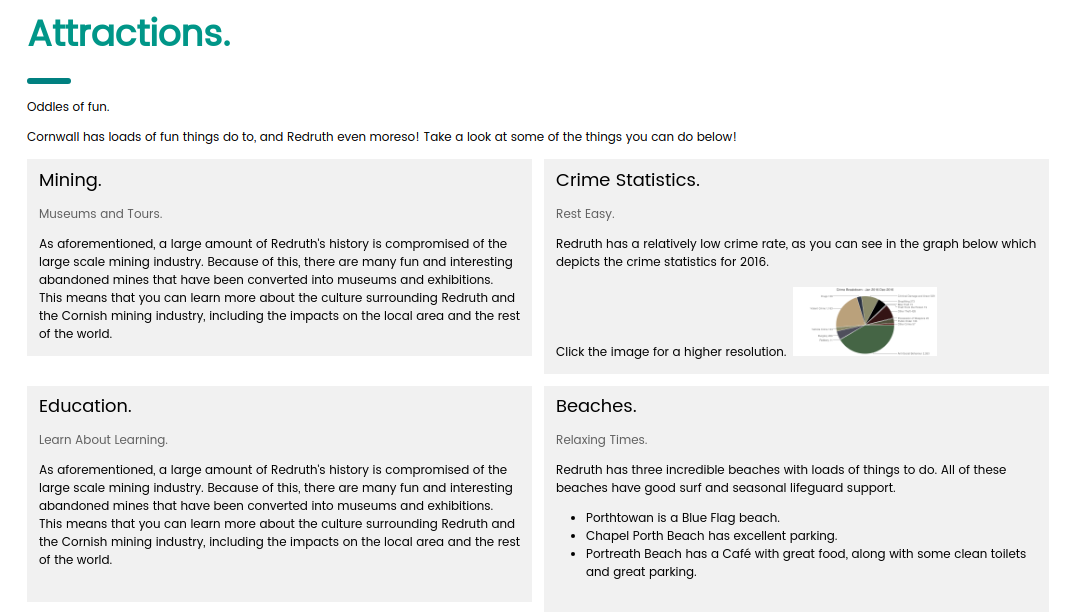 Attractions.
Oddles of fun.
Cornwall has loads of fun things do to, and Redruth even moreso! Take a look at some of the things you can do below!
Mining.
Museums and Tours.
As aforementioned, a large amount of Redruth's history is compromised of the
large scale mining industry. Because of this, there are many fun and interesting
abandoned mines that have been converted into museums and exhibitions.
This means that you can learn more about the culture surrounding Redruth and
the Cornish mining industry, including the impacts on the local area and the rest
of the world.
Crime Statistics.
Rest Easy.
Redruth has a relatively low crime rate, as you can see in the graph below which
depicts the crime statistics for 2016.
Click the image for a higher resolution.
Education.
Learn About Learning.
As aforementioned, a large amount of Redruth's history is compromised of the
large scale mining industry. Because of this, there are many fun and interesting
abandoned mines that have been converted into museums and exhibitions.
This means that you can learn more about the culture surrounding Redruth and
the Cornish mining industry, including the impacts on the local area and the rest
of the world.
Beaches.
Relaxing Times.
Redruth has three incredible beaches with loads of things to do. All of these
beaches have good surf and seasonal lifeguard support.
• Porthtowan is a Blue Flag beach.
• Chapel Porth Beach has excellent parking.
• Portreath Beach has a Café with great food, along with some clean toilets
and great parking.